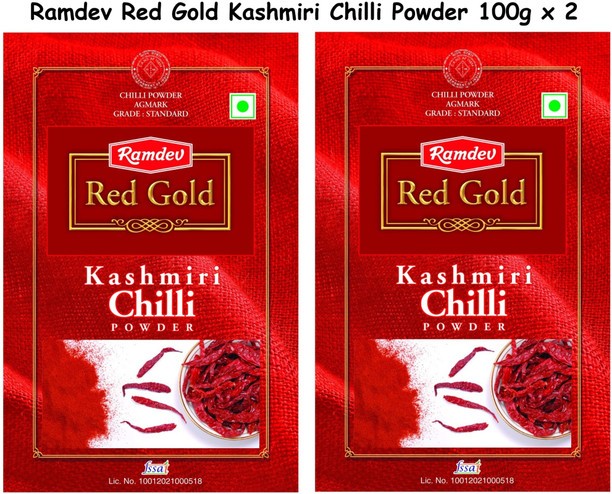 Ramdev Red Gold Kashmiri Chilli Powder 100g x 2
CHILLI POWDER
AGMARK
GRADE : STANDARD
Ramdev
Red Gold
Kashmiri
Chilli
POWDER
fssai
Lic. No. 10012021000518
CHILLI POWDER
AGMARK
GRADE : STANDARD
Ramdev
Red Gold
Kashmiri
Chilli
POWDER
fssai
Lic. No. 10012021000518